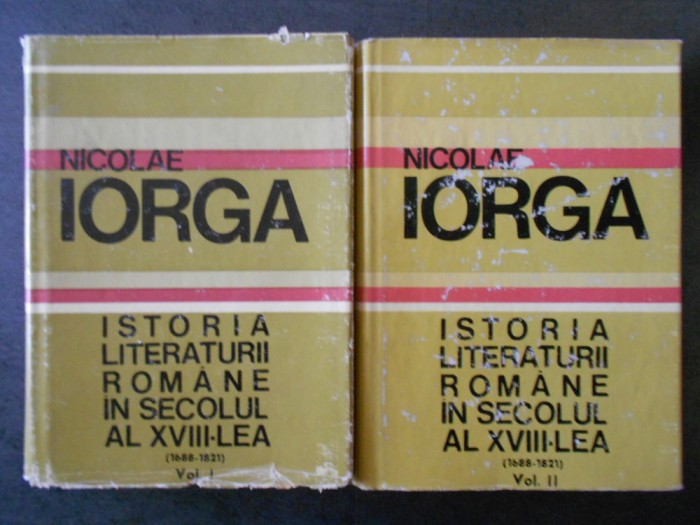 NICOLAE
IORGA
ISTORIA
LITERATURII
ROMÂNE
IN SECOLUL
AL XVIII-LEA
(1688-1821)
Vol. I
NICOLAE
IORGA
ISTORIA
LITERATURII
ROMÂNE
IN SECOLUL
AL XVIII-LEA
(1688-1821)
Vol. II